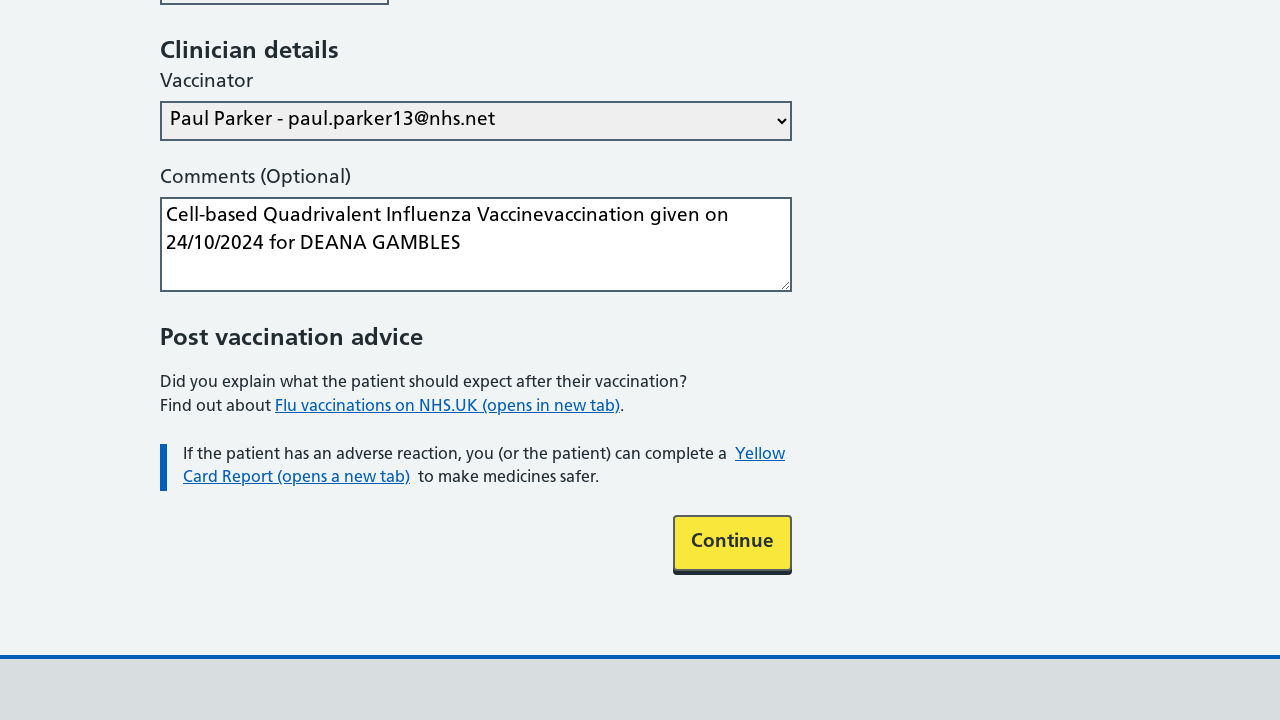 Clinician details
Vaccinator
Paul Parker - paul.parker13@nhs.net
Comments (Optional)
Cell-based Quadrivalent Influenza Vaccinevaccination given on
24/10/2024 for DEANA GAMBLES
Post vaccination advice
Did you explain what the patient should expect after their vaccination?
Find out about Flu vaccinations on NHS.UK (opens in new tab).
If the patient has an adverse reaction, you (or the patient) can complete a Yellow
Card Report (opens a new tab) to make medicines safer.
Continue